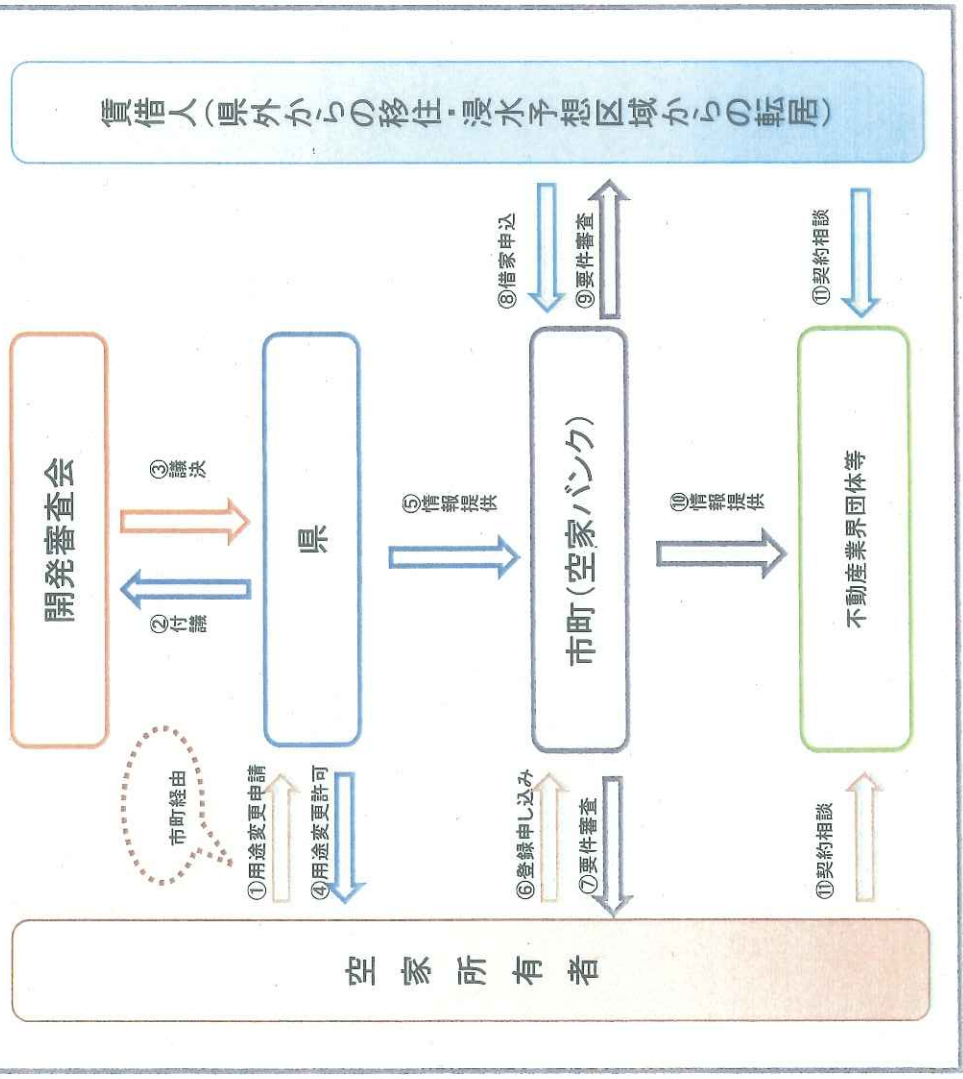 開発審査会
②付議
③議決
市町経由
①用途変更申請
④用途変更許可
県
⑤情報提供
空家所有者
⑥登録申し込み
⑦要件審査
市町(空家バンク)
⑧借家申込
⑨要件審査
賃借人(県外からの移住・浸水予想区域からの転居)
⑩情報提供
⑪契約相談
不動産業界団体等
⑪契約相談